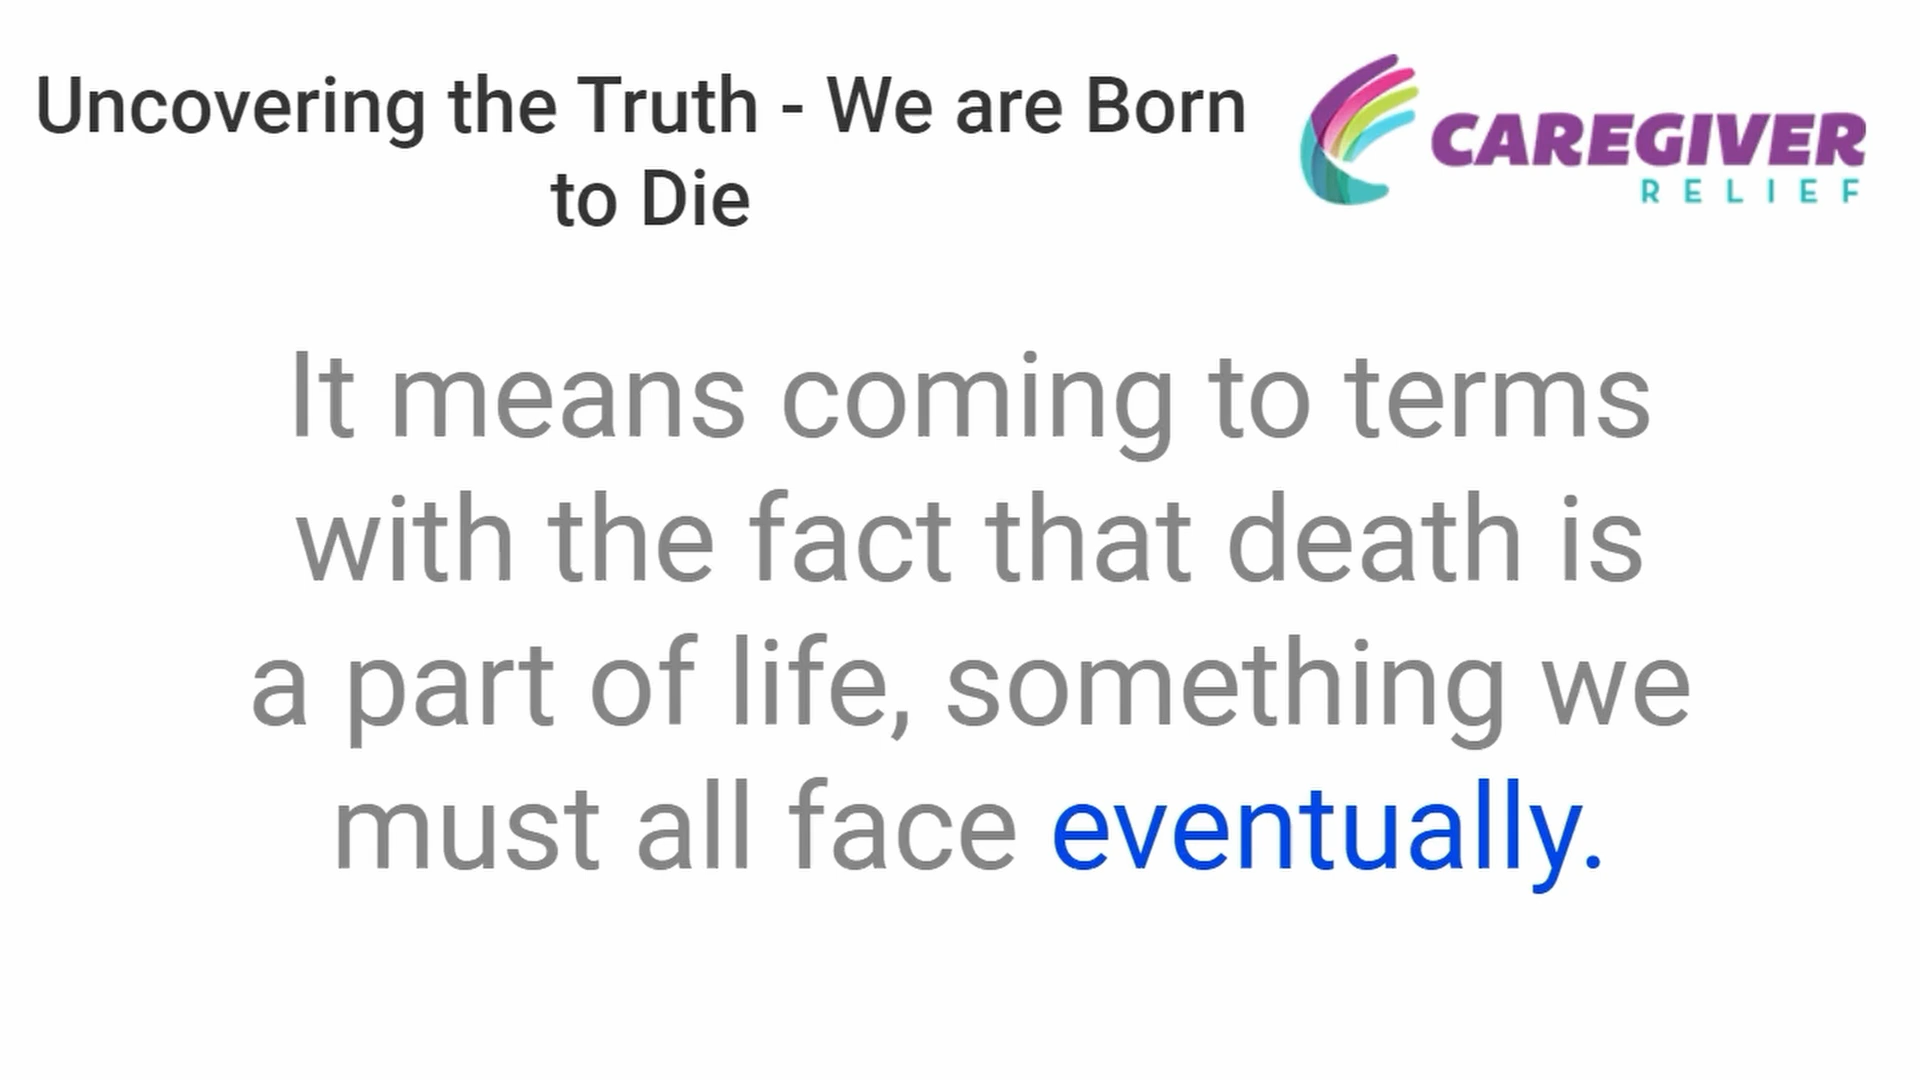 Uncovering the Truth - We are Born
to Die
CAREGIVER
RELIEF
It means coming to terms
with the fact that death is
a part of life, something we
must all face eventually.